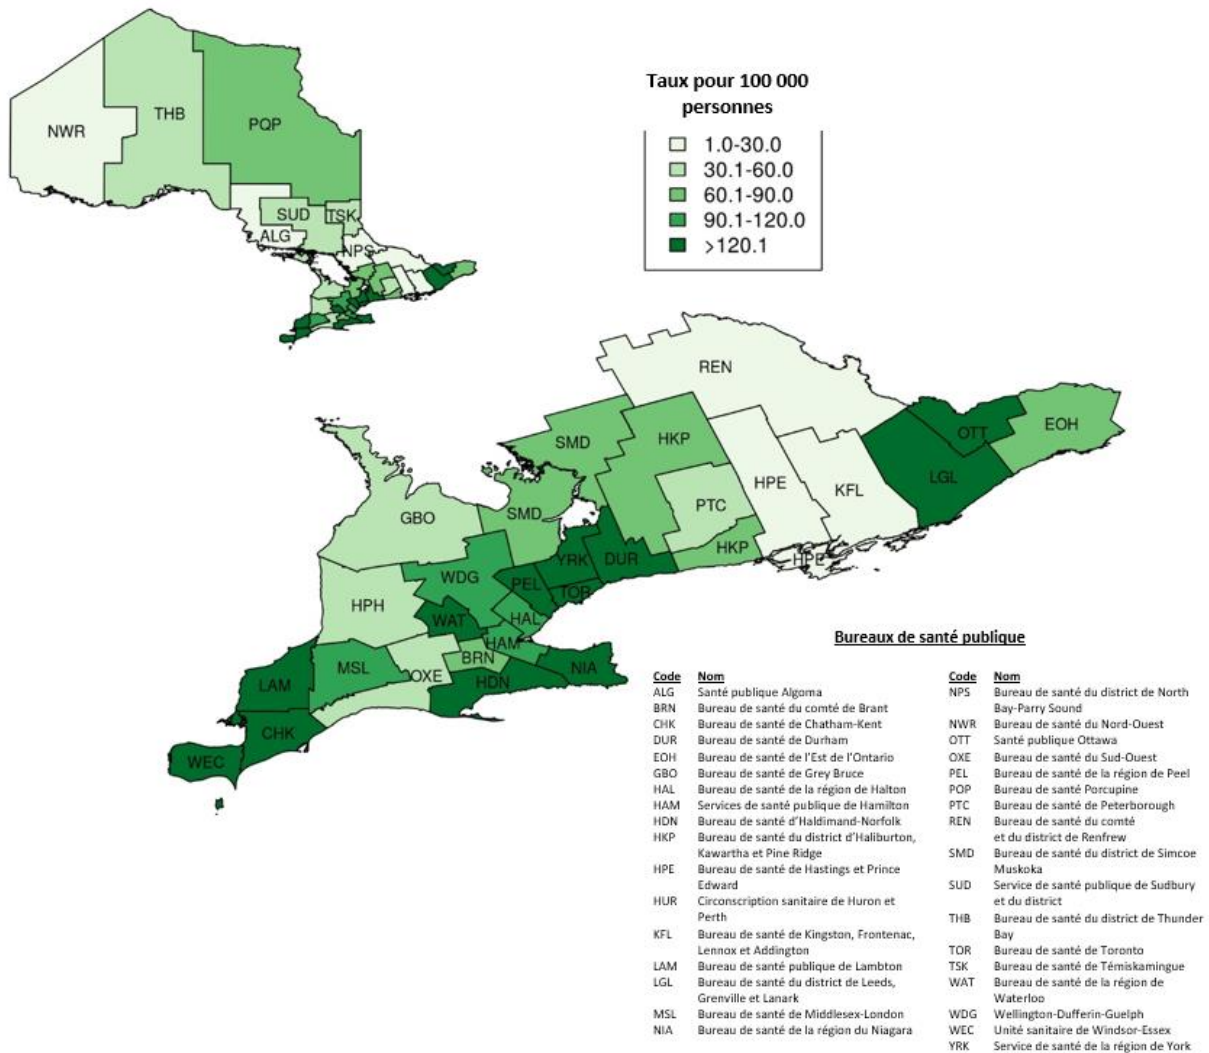 Taux pour 100 000
personnes
1.0-30.0
30.1-60.0
60.1-90.0
90.1-120.0
>120.1
NWR
THB
PQP
SUD
TSK
ALG
NPS
REN
SMD
HKP
OTT
EOH
LGL
HPE
KFL
PTC
GBO
SMD
HKP
YRK
DUR
HPE
WDG
PEL
TOR
HPH
WAT
HAL
HAM
BRN
MSL
OXE
NIA
LAM
HDN
CHK
WEC
Bureaux de santé publique
Code Nom
ALG Santé publique Algoma
BRN Bureau de santé du comté de Brant
CHK Bureau de santé de Chatham-Kent
DUR Bureau de santé de Durham
EOH Bureau de santé de l'Est de l'Ontario
GBO Bureau de santé de Grey Bruce
HAL Bureau de santé de la région de Halton
HAM Services de santé publique de Hamilton
HDN Bureau de santé d'Haldimand-Norfolk
HKP Bureau de santé du district d'Haliburton,
Kawartha et Pine Ridge
HPE Bureau de santé de Hastings et Prince
Edward
HUR Circonscription sanitaire de Huron et
Perth
KFL Bureau de santé de Kingston, Frontenac,
Lennox et Addington
LAM Bureau de santé publique de Lambton
LGL Bureau de santé du district de Leeds,
Grenville et Lanark
MSL Bureau de santé de Middlesex-London
NIA Bureau de santé de la région du Niagara
Code Nom
NPS Bureau de santé du district de North
Bay-Parry Sound
NWR Bureau de santé du Nord-Ouest
OTT Santé publique Ottawa
OXE Bureau de santé du Sud-Ouest
PEL Bureau de santé de la région de Peel
POP Bureau de santé Porcupine
PTC Bureau de santé de Peterborough
REN Bureau de santé du comté
et du district de Renfrew
SMD Bureau de santé du district de Simcoe
Muskoka
SUD Service de santé publique de Sudbury
et du district
THB Bureau de santé du district de Thunder
Bay
TOR Bureau de santé de Toronto
TSK Bureau de santé de Témiskamingue
WAT Bureau de santé de la région de
Waterloo
WDG Wellington-Dufferin-Guelph
WEC Unité sanitaire de Windsor-Essex
YRK Service de santé de la région de York